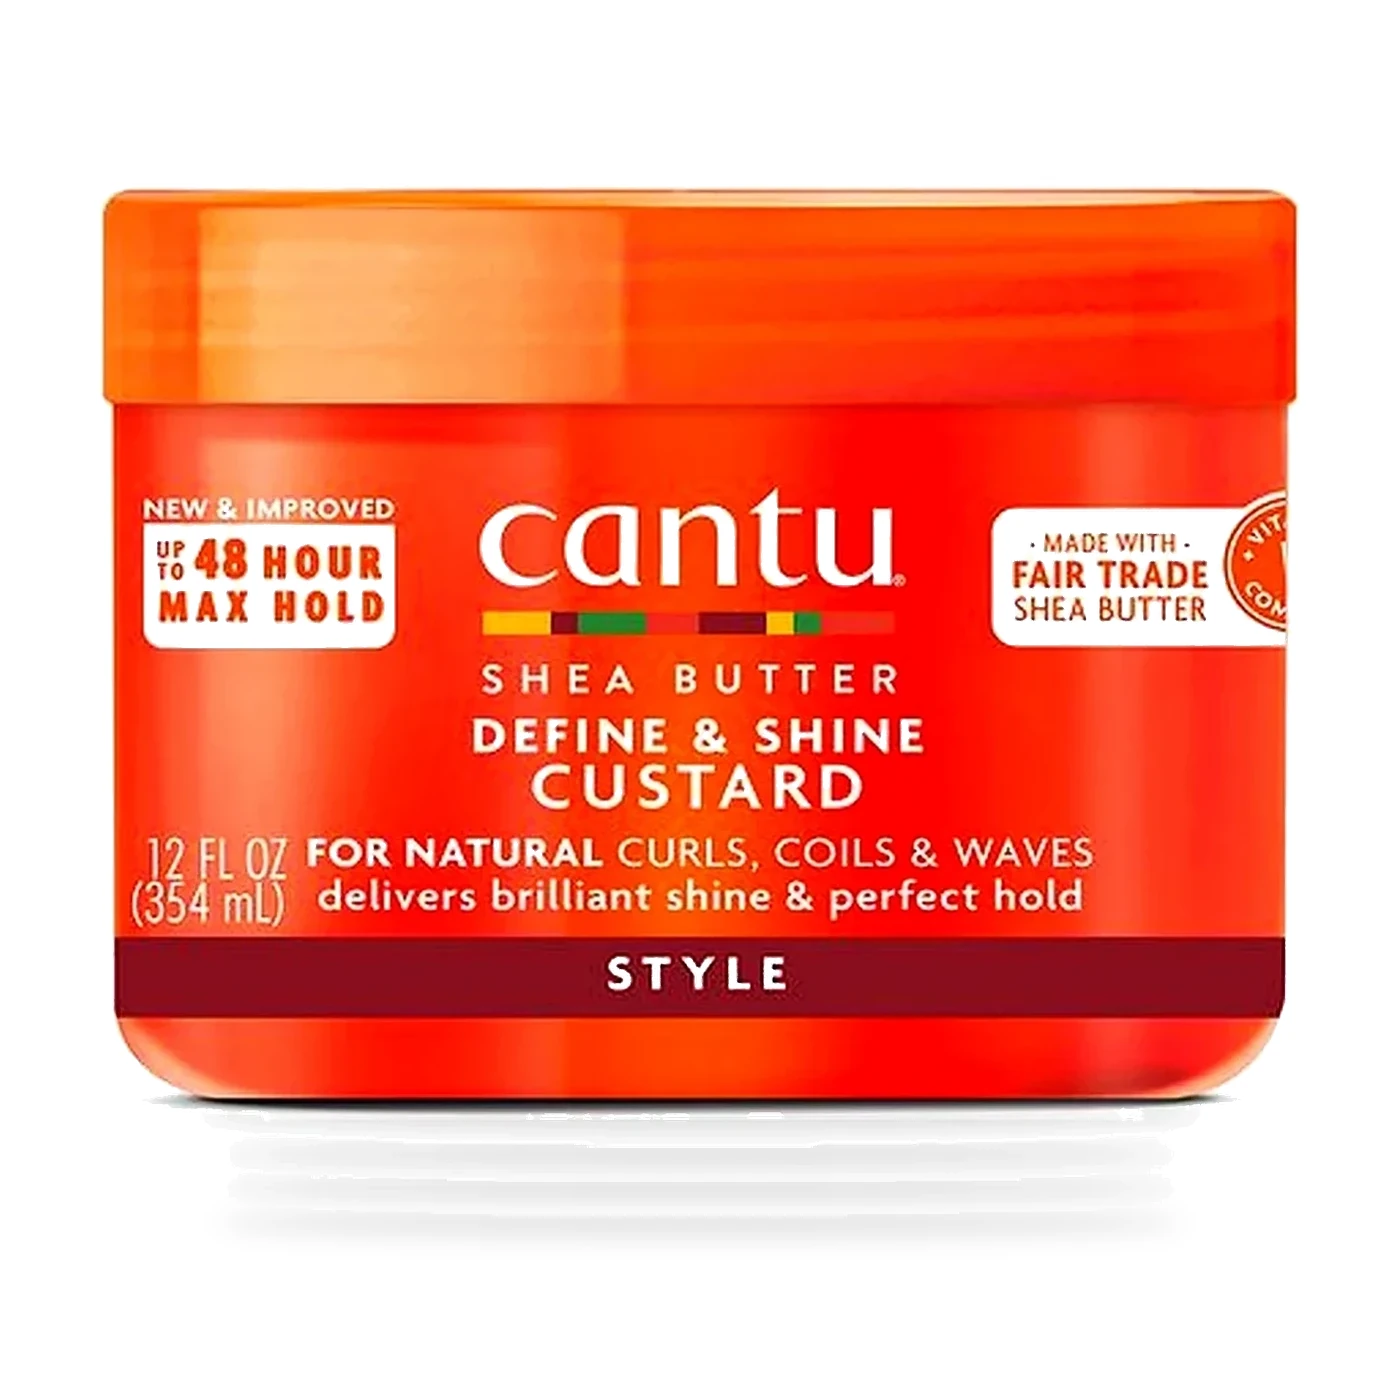 NEW & IMPROVED
UP TO 48 HOUR
MAX HOLD
cantu®
· MADE WITH ·
FAIR TRADE
SHEA BUTTER
SHEA BUTTER
DEFINE & SHINE
CUSTARD
12 FL OZ
(354 mL)
FOR NATURAL CURLS, COILS & WAVES
delivers brilliant shine & perfect hold
STYLE